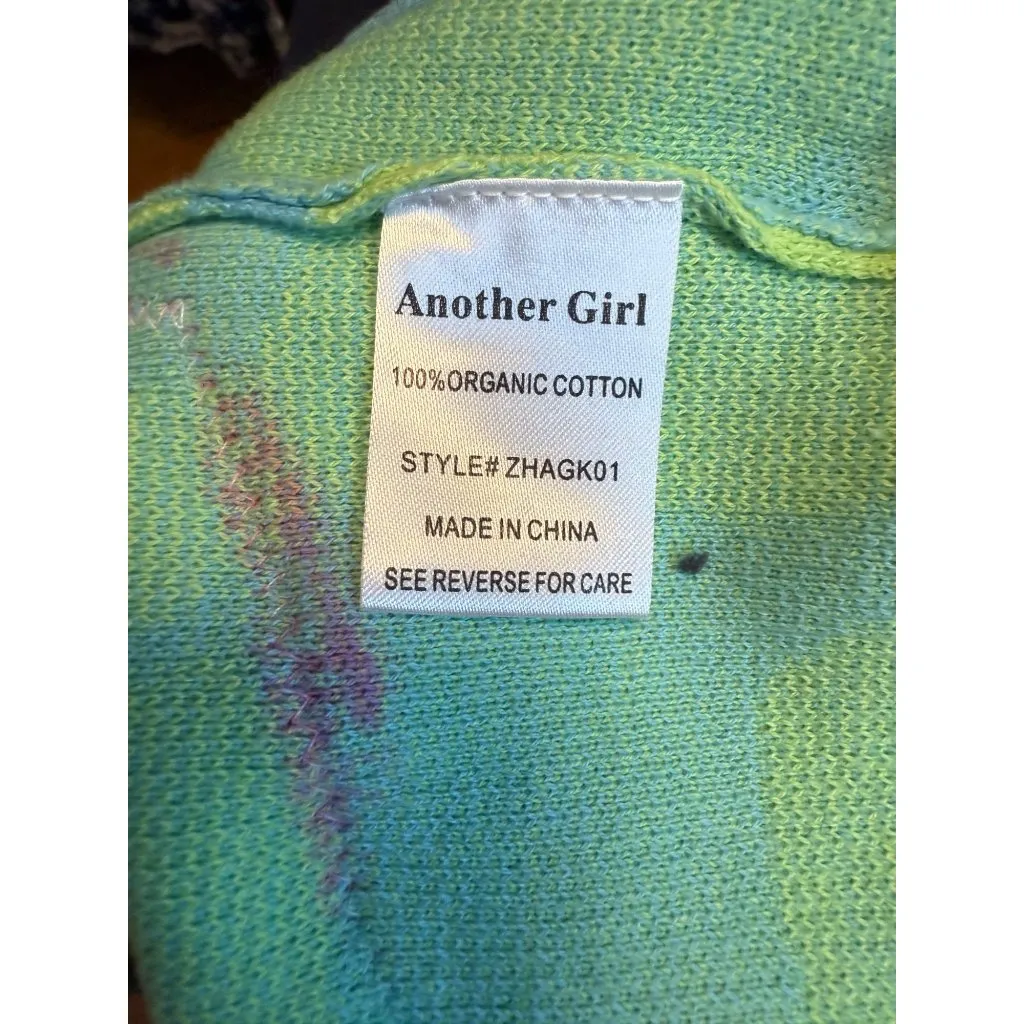 Another Girl
100%ORGANIC COTTON
STYLE# ZHAGK01
MADE IN CHINA
SEE REVERSE FOR CARE